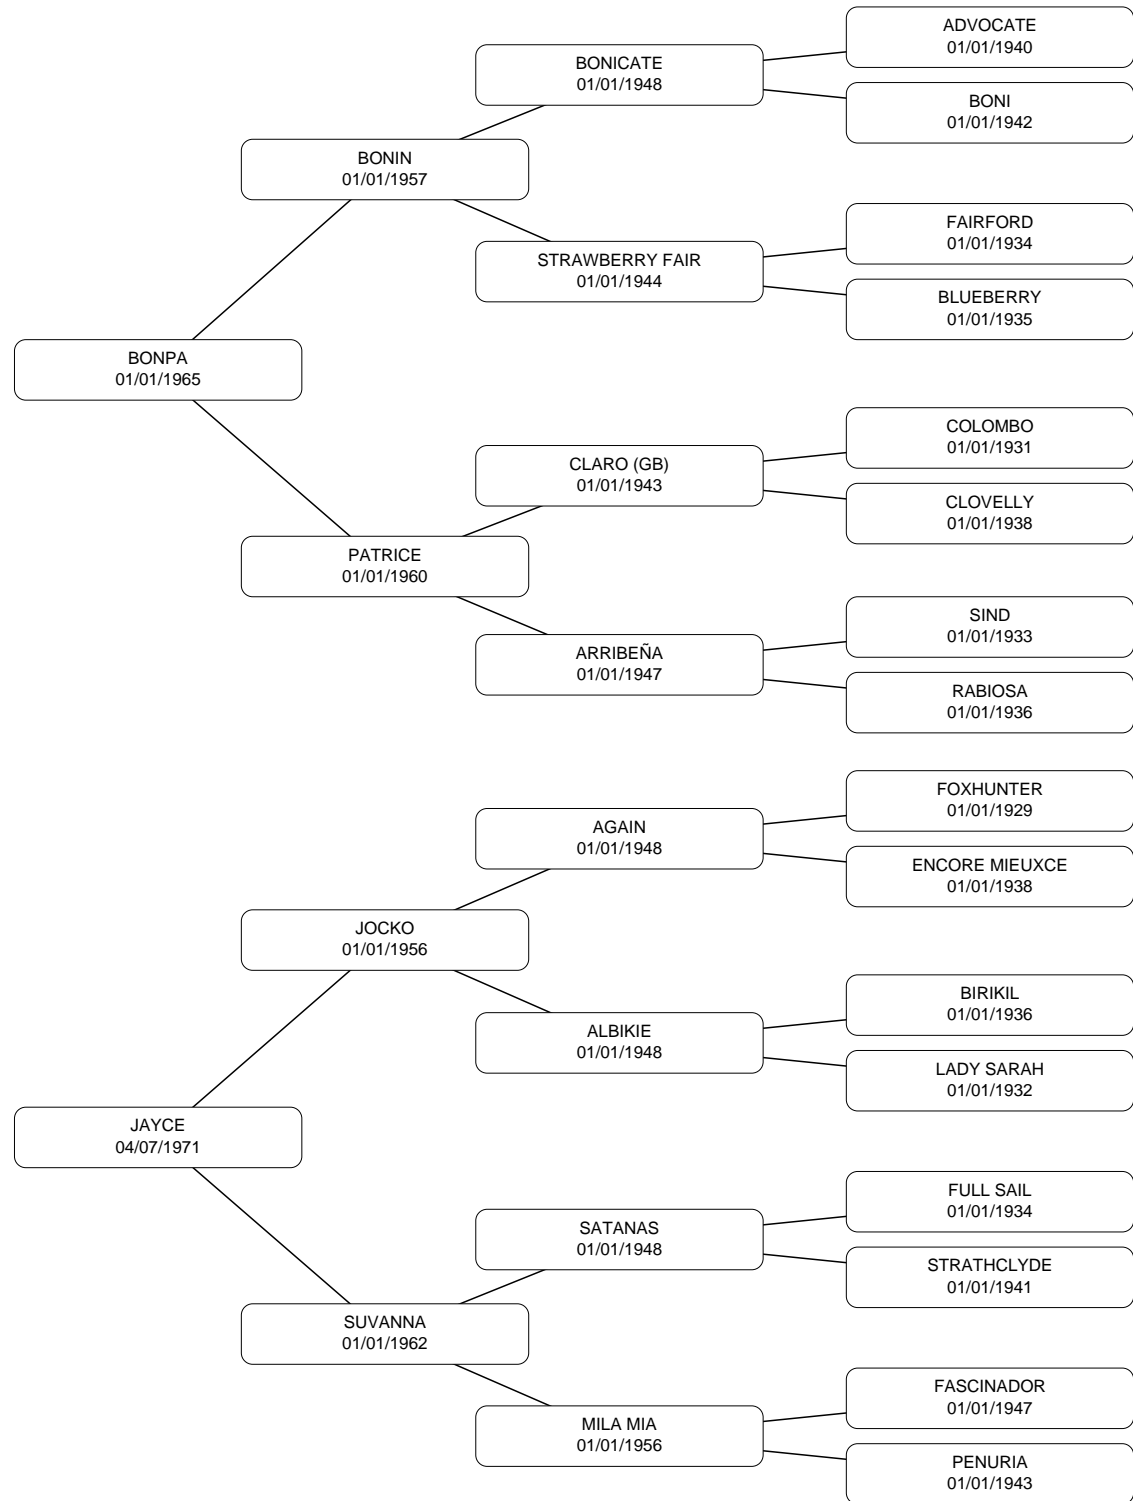 ADVOCATE
01/01/1940
BONICATE
01/01/1948
BONI
01/01/1942
BONIN
01/01/1957
FAIRFORD
01/01/1934
STRAWBERRY FAIR
01/01/1944
BLUEBERRY
01/01/1935
BONPA
01/01/1965
COLOMBO
01/01/1931
CLARO (GB)
01/01/1943
CLOVELLY
01/01/1938
PATRICE
01/01/1960
SIND
01/01/1933
ARRIBEÑA
01/01/1947
RABIOSA
01/01/1936
FOXHUNTER
01/01/1929
AGAIN
01/01/1948
ENCORE MIEUXCE
01/01/1938
JOCKO
01/01/1956
BIRIKIL
01/01/1936
ALBIKIE
01/01/1948
LADY SARAH
01/01/1932
JAYCE
04/07/1971
FULL SAIL
01/01/1934
SATANAS
01/01/1948
STRATHCLYDE
01/01/1941
SUVANNA
01/01/1962
FASCINADOR
01/01/1947
MILA MIA
01/01/1956
PENURIA
01/01/1943